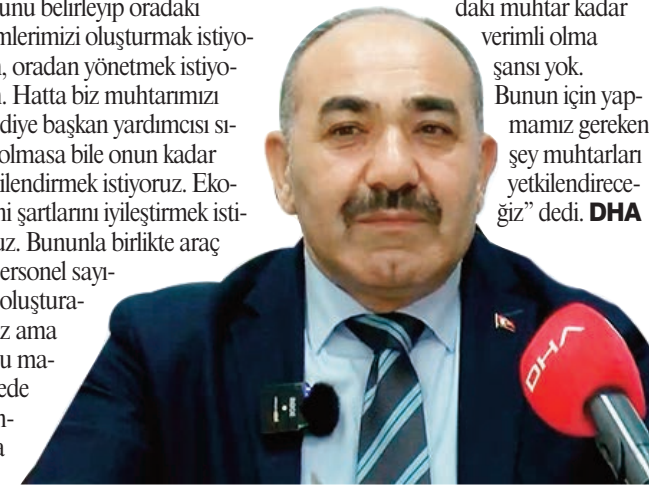 unu belirleyip oradaki
mlerimizi oluşturmak istiyo-
, oradan yönetmek istiyo-
. Hatta biz muhtarımızı
diye başkan yardımcısı sı-
olmasa bile onun kadar
ilendirmek istiyoruz. Eko-
ni şartlarını iyileştirmek isti-
uz. Bununla birlikte araç
ersonel sayı-
oluştura-
z ama
u ma-
ede
n-
a
daki muhtar kadar
verimli olma
şansı yok.
Bunun için yap-
mamız gereken
şey muhtarları
yetkilendirece-
ğiz” dedi. DHA
DHA